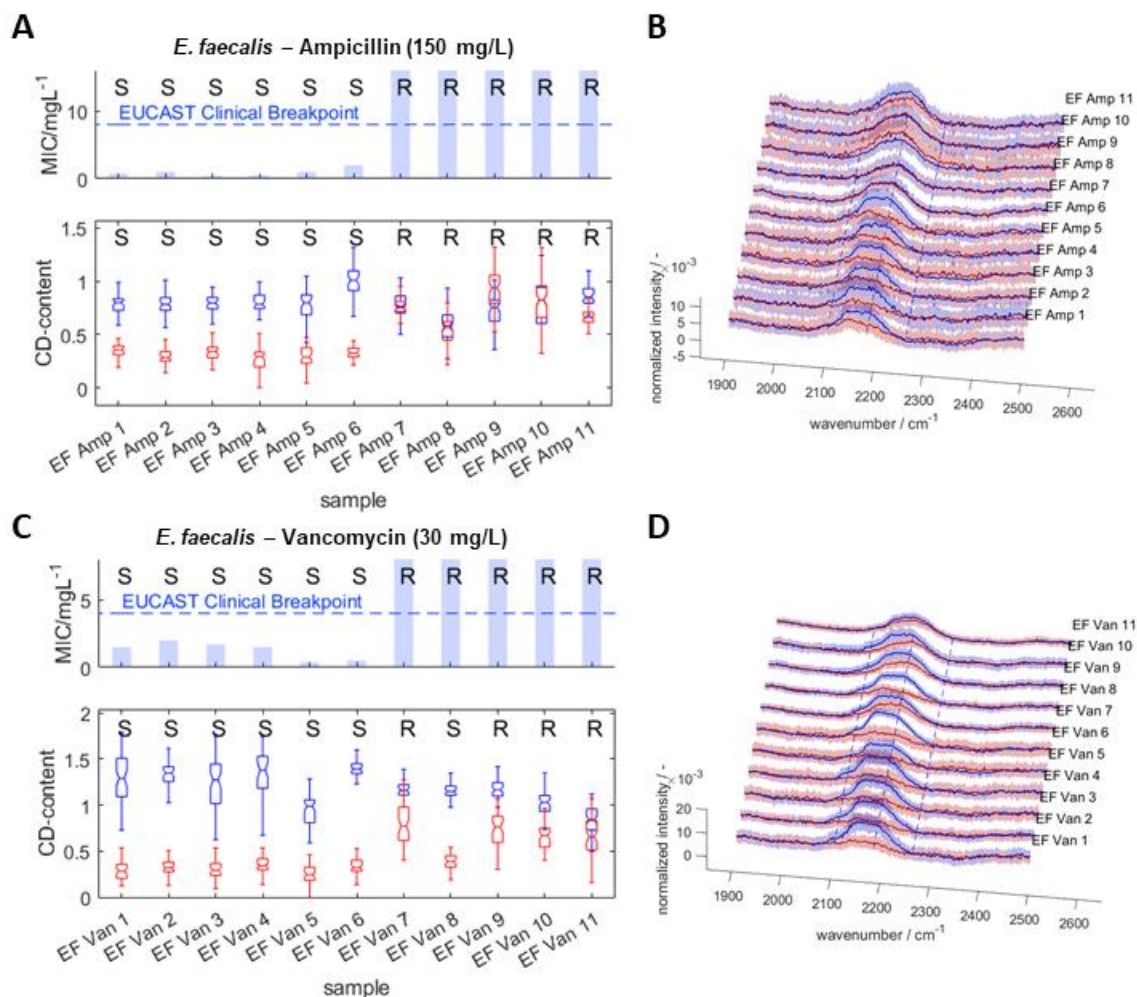 A
E. faecalis – Ampicillin (150 mg/L)
S S S S S S R R R R R
EUCAST Clinical Breakpoint
10
0
MIC/mgL-1
S S S S S S R R R R R
1.5
1
0.5
0
CD-content
EF Amp 1
EF Amp 2
EF Amp 3
EF Amp 4
EF Amp 5
EF Amp 6
EF Amp 7
EF Amp 8
EF Amp 9
EF Amp 10
EF Amp 11
sample
B
EF Amp 11
EF Amp 10
EF Amp 9
EF Amp 8
EF Amp 7
EF Amp 6
EF Amp 5
EF Amp 4
EF Amp 3
EF Amp 2
EF Amp 1
normalized intensity / -
×10-3
10
5
0
-5
1900 2000 2100 2200 2300 2400 2500 2600
wavenumber / cm-1
C
E. faecalis – Vancomycin (30 mg/L)
S S S S S S R R R R R
EUCAST Clinical Breakpoint
5
0
MIC/mgL-1
S S S S S S R S R R R
2
1.5
1
0.5
0
CD-content
EF Van 1
EF Van 2
EF Van 3
EF Van 4
EF Van 5
EF Van 6
EF Van 7
EF Van 8
EF Van 9
EF Van 10
EF Van 11
sample
D
EF Van 11
EF Van 10
EF Van 9
EF Van 8
EF Van 7
EF Van 6
EF Van 5
EF Van 4
EF Van 3
EF Van 2
EF Van 1
normalized intensity / -
×10-3
20
10
0
1900 2000 2100 2200 2300 2400 2500 2600
wavenumber / cm-1